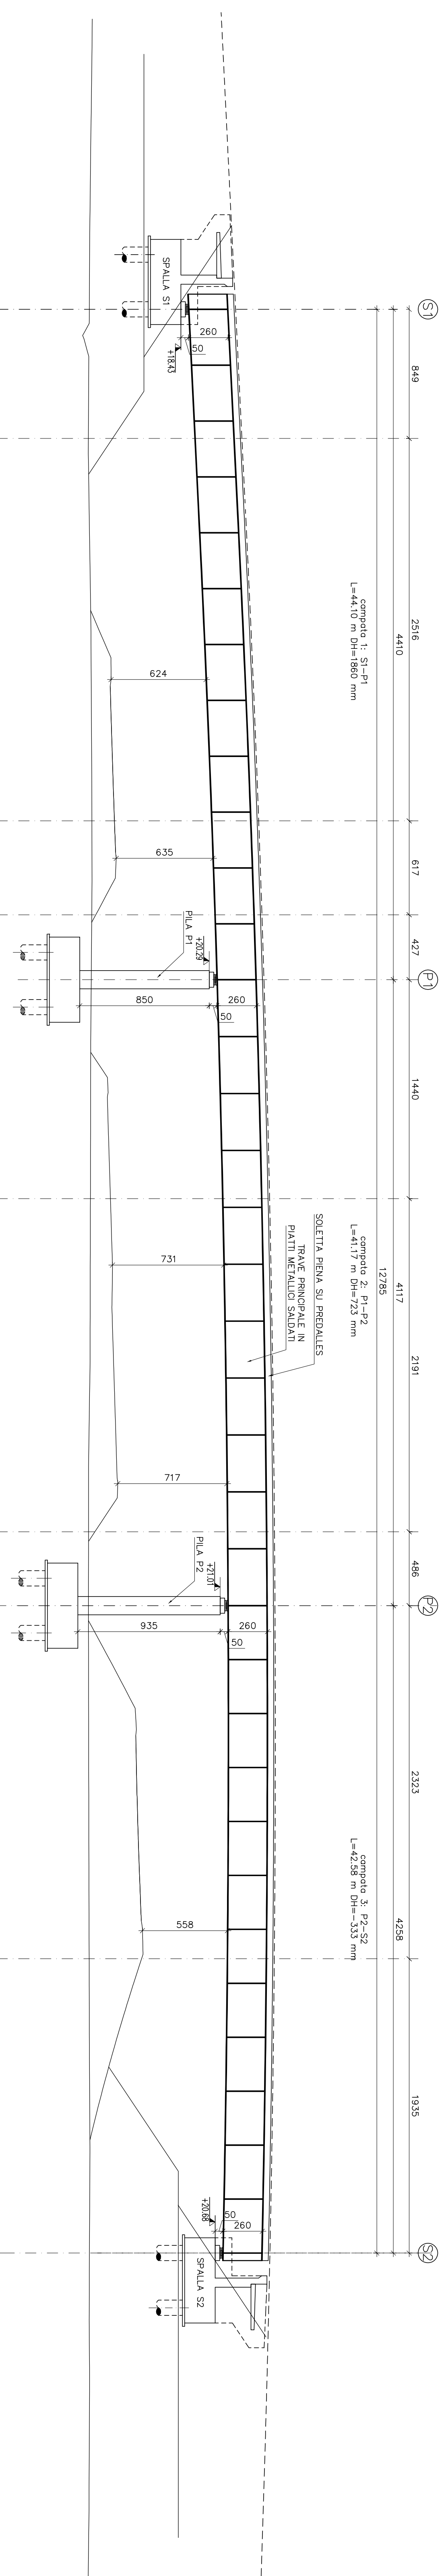 S1
P1
P2
S2
849
2516
617
427
1440
2191
486
2323
1935
4410
4117
4258
12785
campata 1: S1-P1
L=44.10 m DH=1860 mm
campata 2: P1-P2
L=41.17 m DH=723 mm
campata 3: P2-S2
L=42.58 m DH=-333 mm
SOLETTA PIENA SU PREDALLES
TRAVE PRINCIPALE IN
PIATTI METALLICI SALDATI
SPALLA S1
260
50
+18.43
624
635
PILA P1
+20.29
850
260
50
731
717
PILA P2
+21.01
935
260
50
558
+20.68
50
260
SPALLA S2